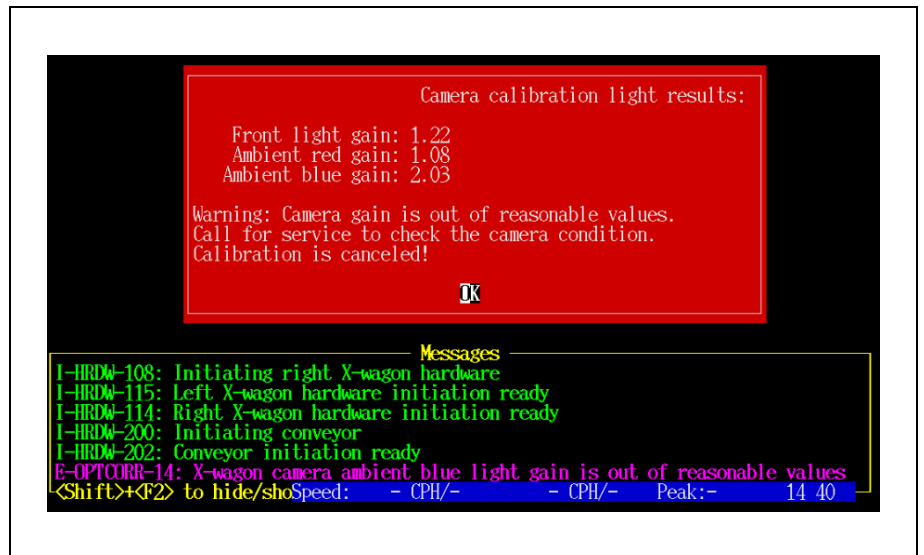 Camera calibration light results:
Front light gain: 1.22
Ambient red gain: 1.08
Ambient blue gain: 2.03
Warning: Camera gain is out of reasonable values.
Call for service to check the camera condition.
Calibration is canceled!
OK
Messages
I-HRDW-108: Initiating right X-wagon hardware
I-HRDW-115: Left X-wagon hardware initiation ready
I-HRDW-114: Right X-wagon hardware initiation ready
I-HRDW-200: Initiating conveyor
I-HRDW-202: Conveyor initiation ready
E-OPTCORR-14: X-wagon camera ambient blue light gain is out of reasonable values
<Shift>+<F2> to hide/shoSpeed: - CPH/- - CPH/- Peak:- 14 40